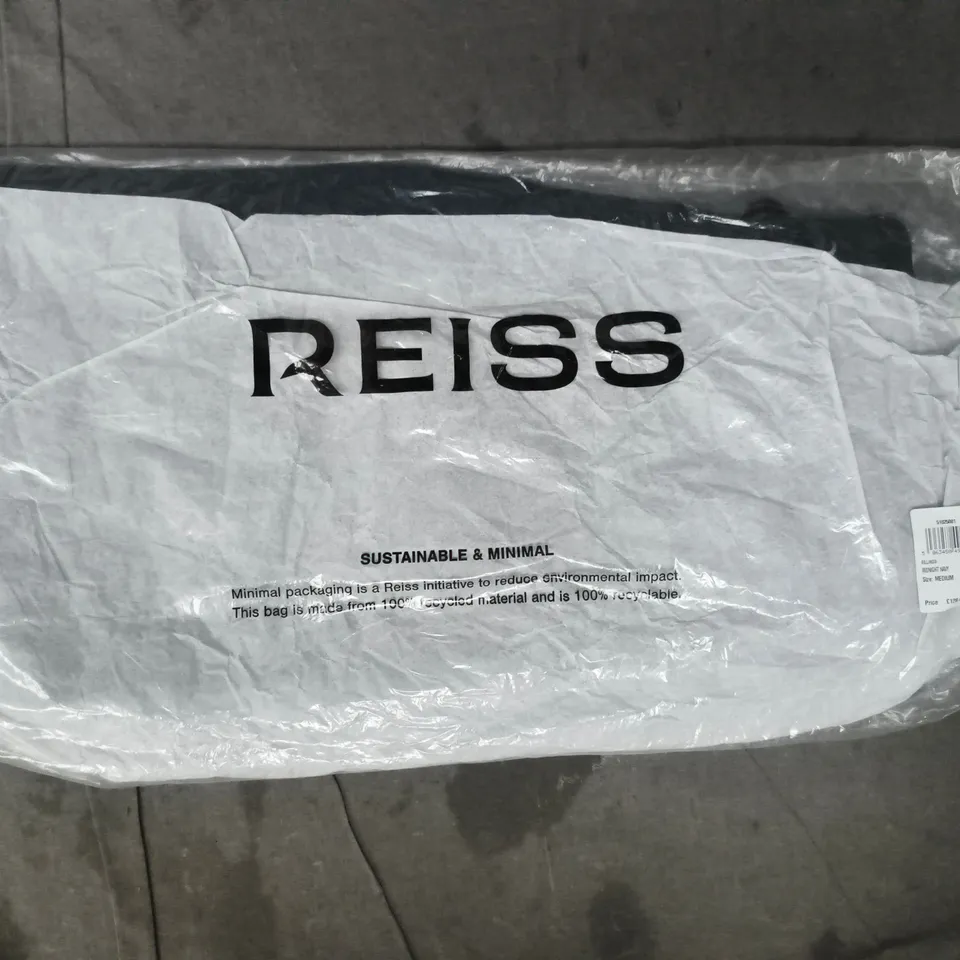 REISS
SUSTAINABLE & MINIMAL
Minimal packaging is a Reiss initiative to reduce environmental impact.
This bag is made from 100% recycled material and is 100% recyclable.
Size: MEDIUM
Price